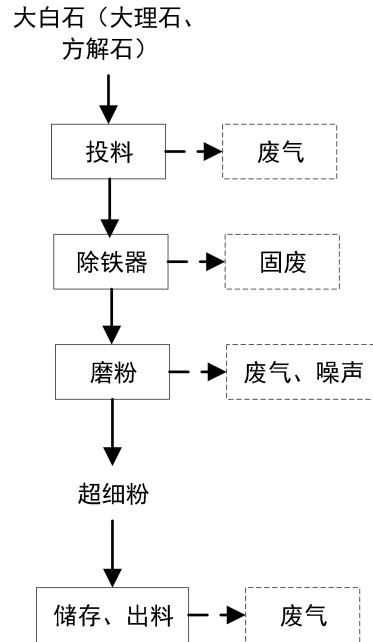 大白石（大理石、
方解石）
投料
废气
除铁器
固废
磨粉
废气、噪声
超细粉
储存、出料
废气